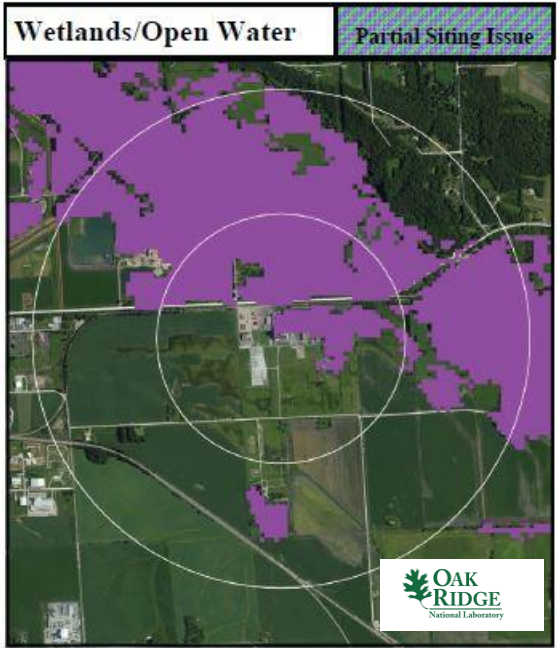 Wetlands/Open Water
Partial Siting Issue
OAK
RIDGE
National Laboratory